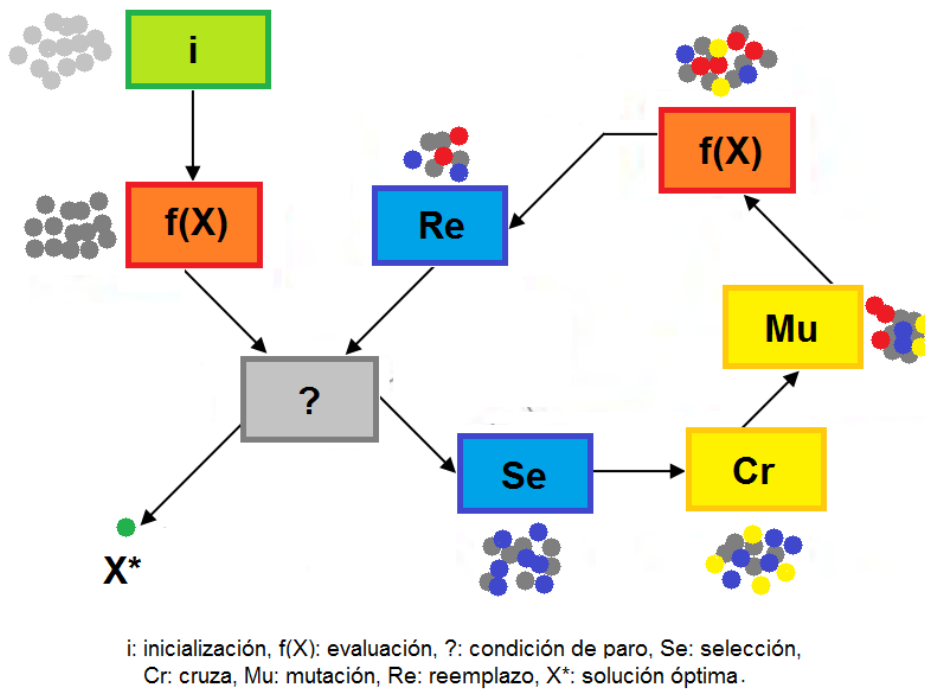 i
f(X)
f(X)
Re
Mu
?
Se
Cr
X*
i: inicialización, f(X): evaluación, ?: condición de paro, Se: selección,
Cr: cruza, Mu: mutación, Re: reemplazo, X*: solución óptima.